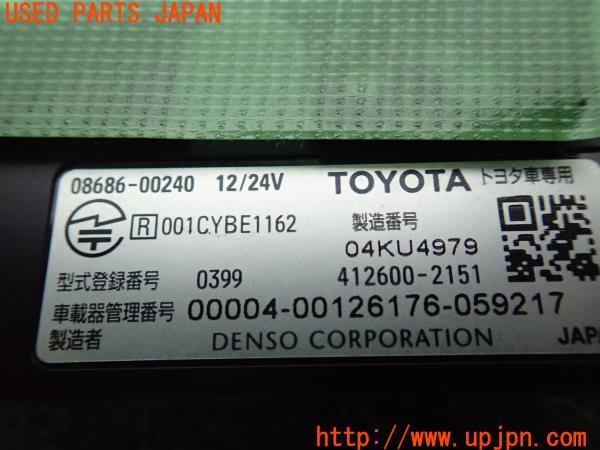 USED PARTS JAPAN
08686-00240 12/24V TOYOTA トヨタ車専用
R 001CYBE1162 製造番号
04KU4979
型式登録番号 0399 412600-2151
車載器管理番号 00004-00126176-059217
製造者 DENSO CORPORATION JAPA
www.upjpn.com